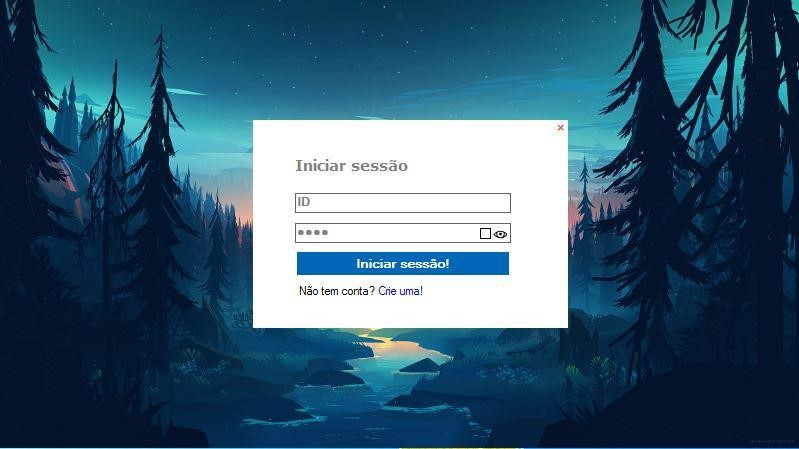 Iniciar sessão
ID
Iniciar sessão!
Não tem conta? Crie uma!